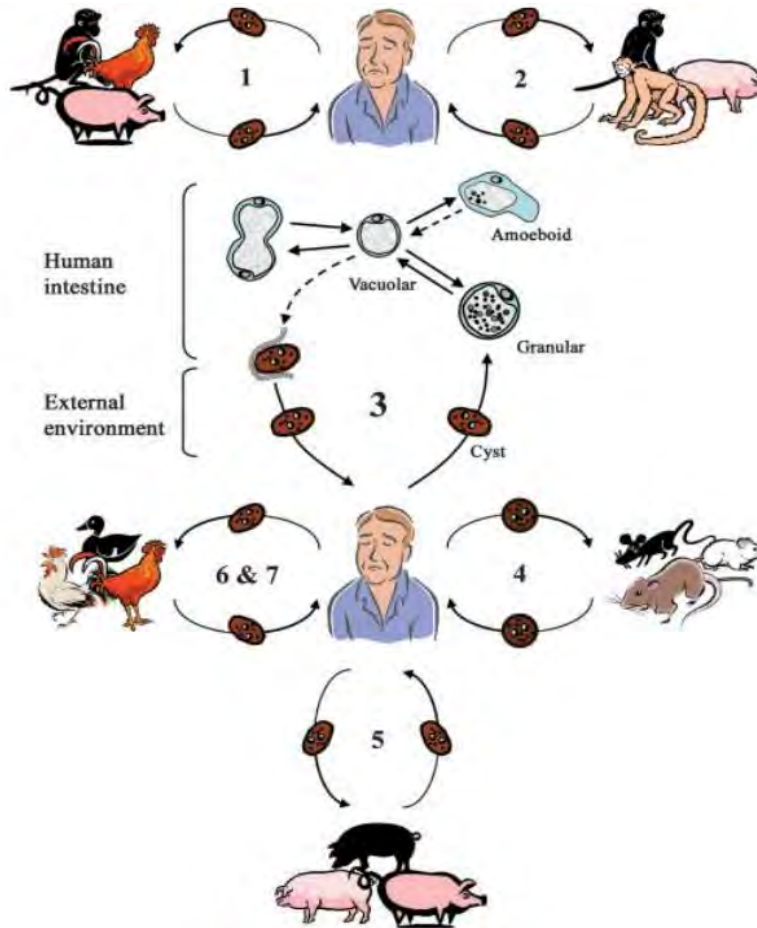 1
2
Human
intestine
Amoeboid
Vacuolar
Granular
External
environment
3
Cyst
6 & 7
4
5